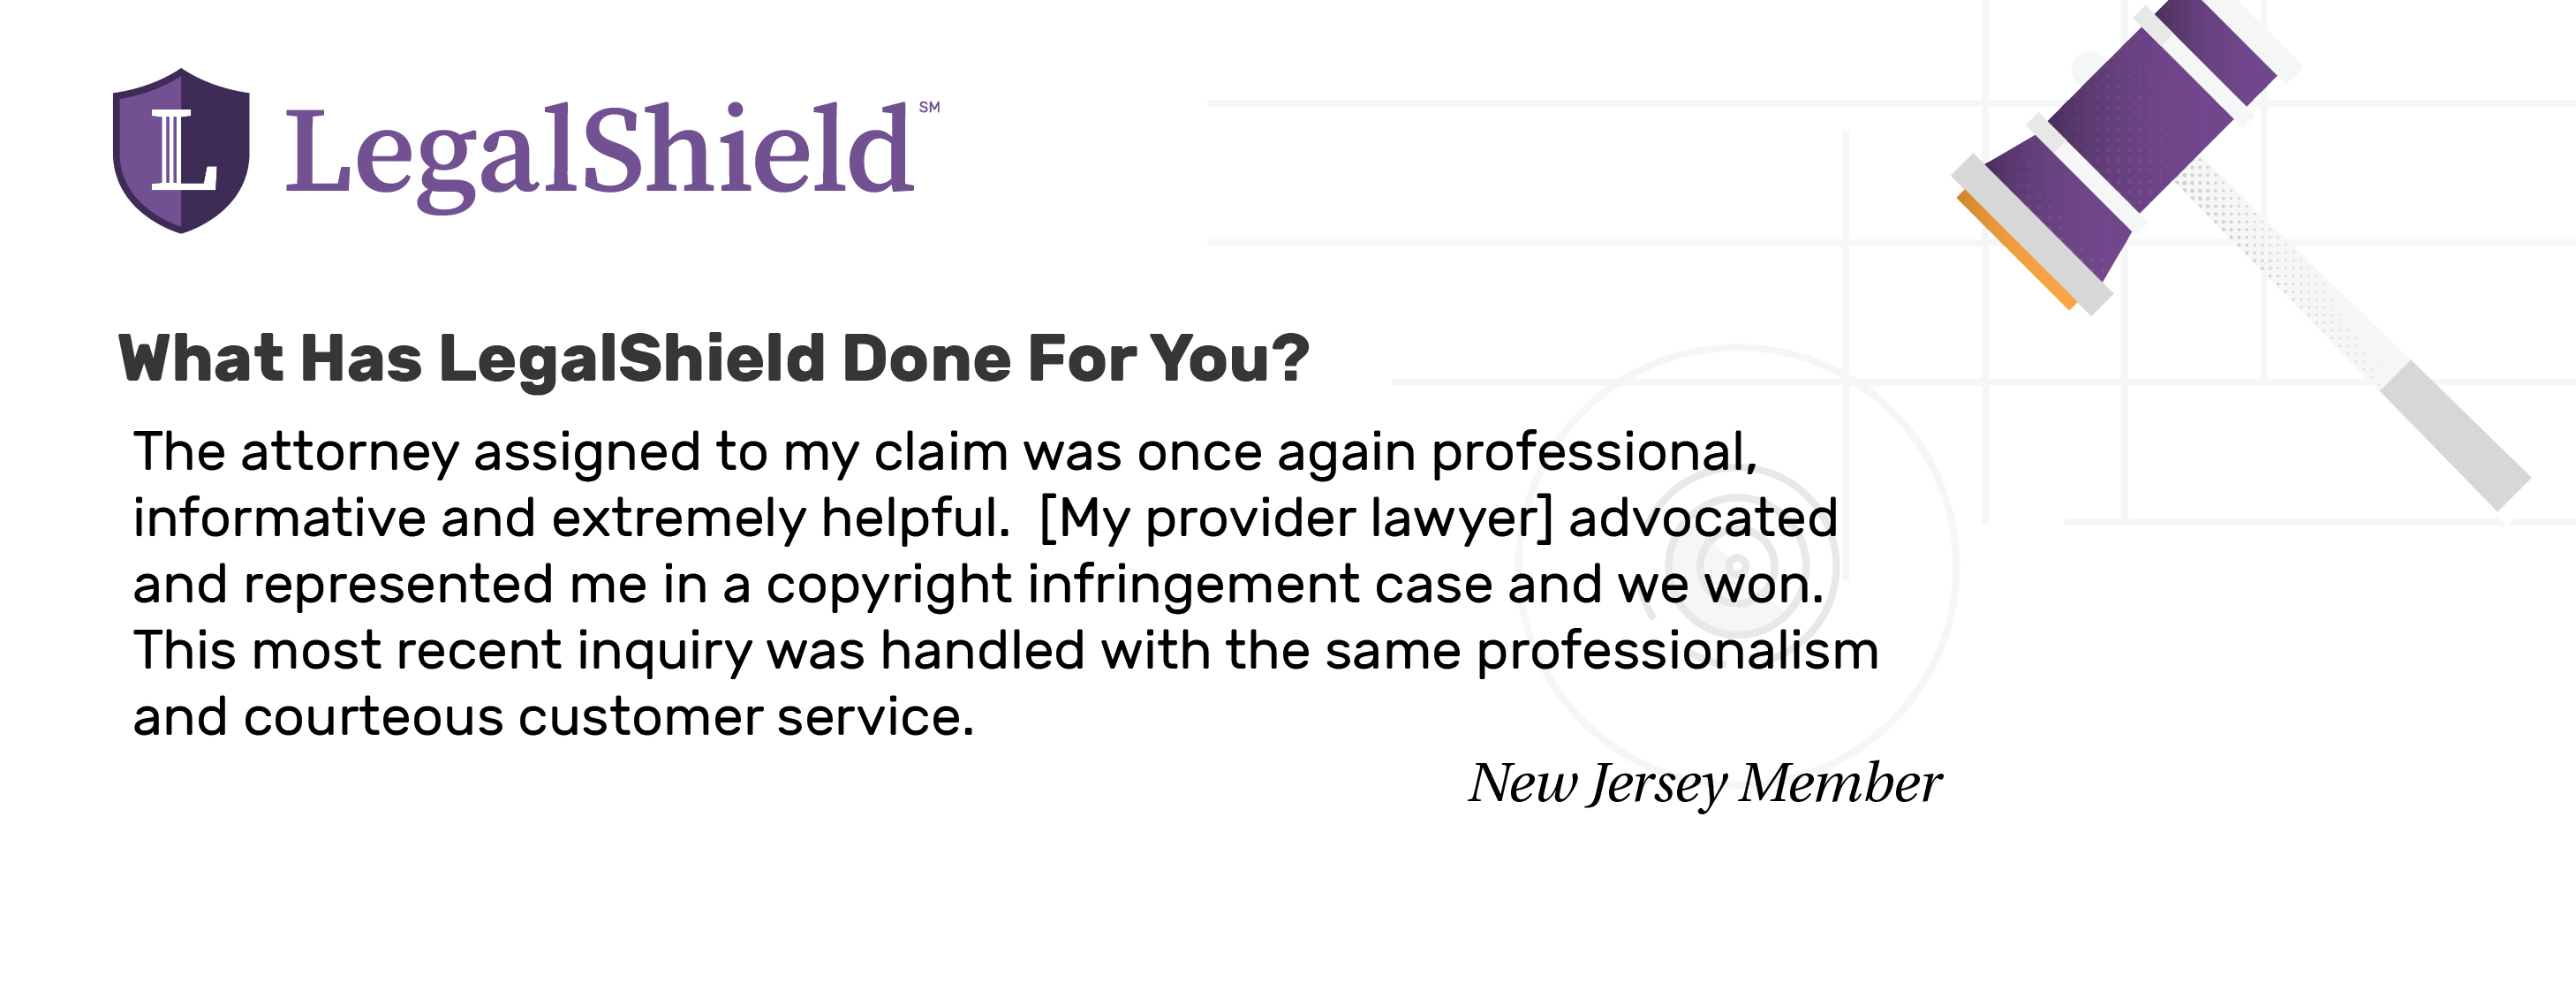 L LegalShield SM
What Has LegalShield Done For You?
The attorney assigned to my claim was once again professional,
informative and extremely helpful.  [My provider lawyer] advocated
and represented me in a copyright infringement case and we won.
This most recent inquiry was handled with the same professionalism
and courteous customer service.
New Jersey Member